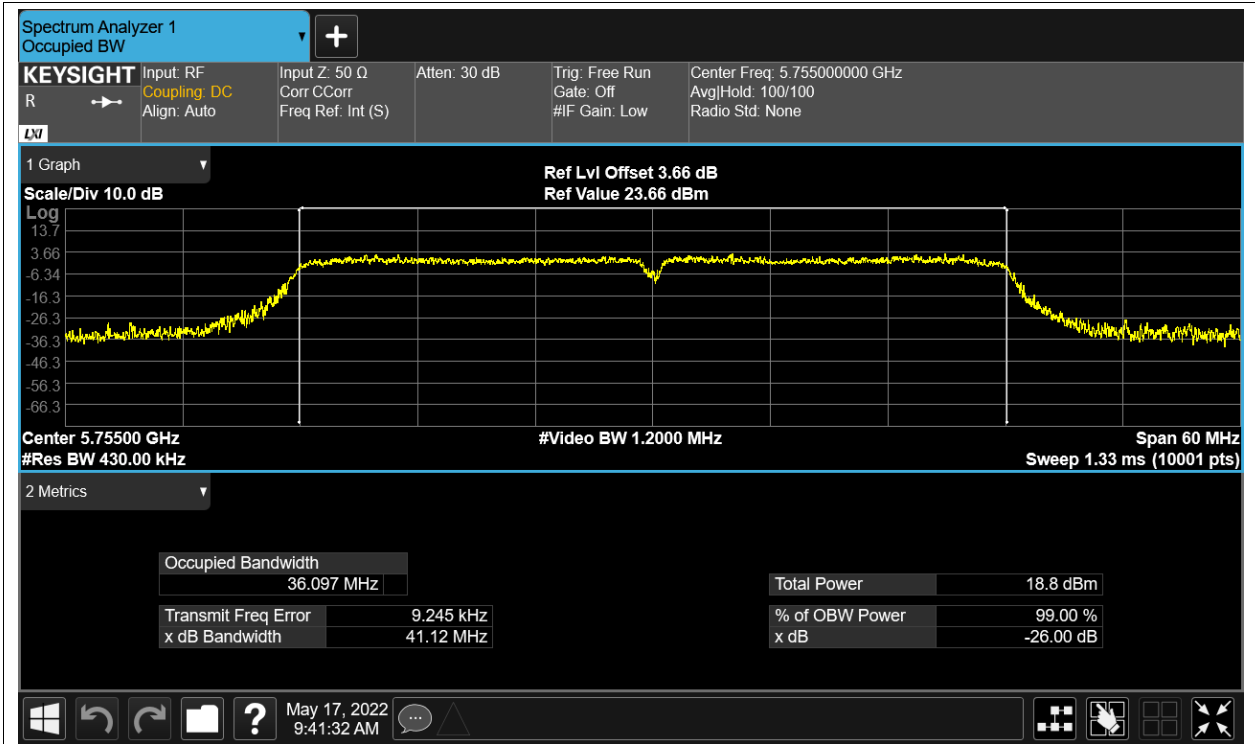 Spectrum Analyzer 1
Occupied BW
KEYSIGHT
R
LXI
Input: RF
Coupling: DC
Align: Auto
Input Z: 50 Ω
Corr CCorr
Freq Ref: Int (S)
Atten: 30 dB
Trig: Free Run
Gate: Off
#IF Gain: Low
Center Freq: 5.755000000 GHz
Avg|Hold: 100/100
Radio Std: None
1 Graph
Scale/Div 10.0 dB
Ref Lvl Offset 3.66 dB
Ref Value 23.66 dBm
Log
13.7
3.66
-6.34
-16.3
-26.3
-36.3
-46.3
-56.3
-66.3
Center 5.75500 GHz
#Video BW 1.2000 MHz
Span 60 MHz
#Res BW 430.00 kHz
Sweep 1.33 ms (10001 pts)
2 Metrics
Occupied Bandwidth
36.097 MHz
Total Power 18.8 dBm
Transmit Freq Error 9.245 kHz
% of OBW Power 99.00 %
x dB Bandwidth 41.12 MHz
x dB -26.00 dB
?
May 17, 2022
9:41:32 AM